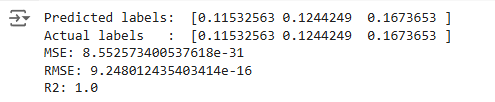 Predicted labels:  [0.11532563 0.1244249  0.1673653 ]
Actual labels   :  [0.11532563 0.1244249  0.1673653 ]
MSE: 8.552573400537618e-31
RMSE: 9.248012435403414e-16
R2: 1.0